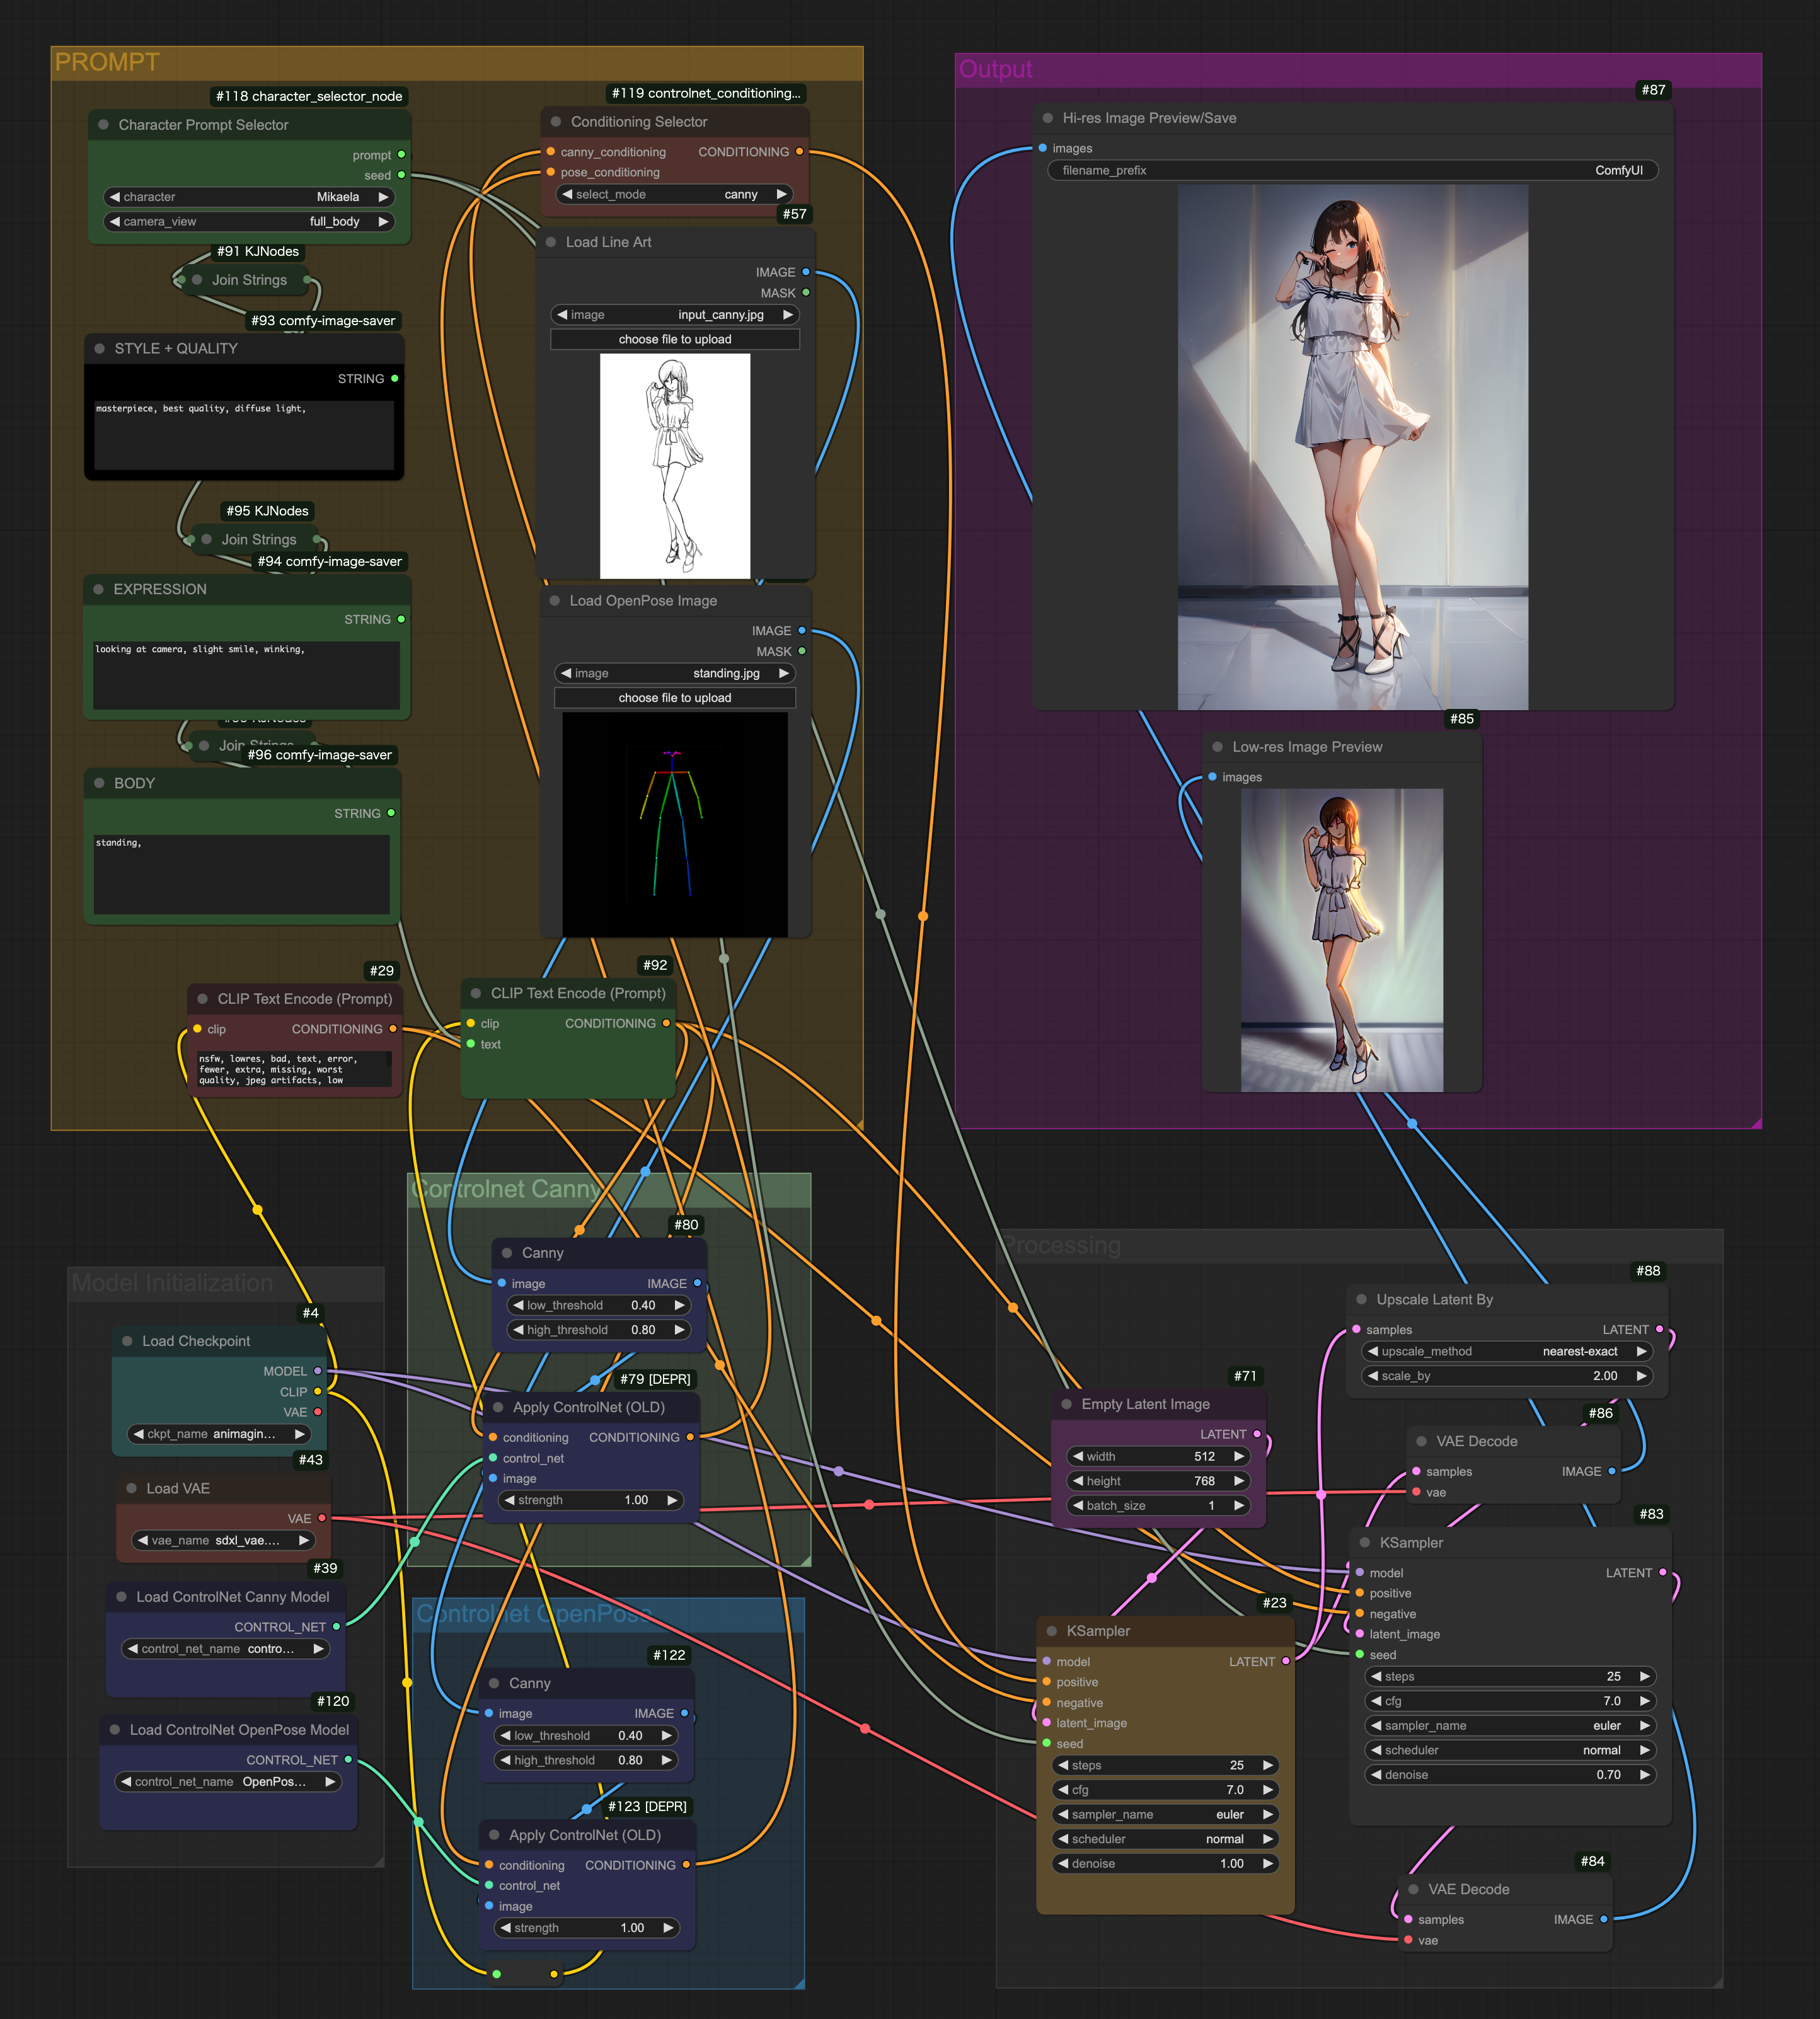 PROMPT
#118 character_selector_node
Character Prompt Selector
prompt
seed
character Mikaela
camera_view full_body
#91 KJNodes
Join Strings
#93 comfy-image-saver
STYLE + QUALITY
STRING
masterpiece, best quality, diffuse light,
#95 KJNodes
Join Strings
#94 comfy-image-saver
EXPRESSION
STRING
looking at camera, slight smile, winking,
Join Strings
#96 comfy-image-saver
BODY
STRING
standing,
#29
CLIP Text Encode (Prompt)
clip CONDITIONING
nsfw, lowres, bad, text, error,
fewer, extra, missing, worst
quality, jpeg artifacts, low
#119 controlnet_conditioning...
Conditioning Selector
canny_conditioning CONDITIONING
pose_conditioning
select_mode canny
#57
Load Line Art
IMAGE
MASK
image input_canny.jpg
choose file to upload
Load OpenPose Image
IMAGE
MASK
image standing.jpg
choose file to upload
#92
CLIP Text Encode (Prompt)
clip CONDITIONING
text
Output
#87
Hi-res Image Preview/Save
images
filename_prefix ComfyUI
#85
Low-res Image Preview
images
Model Initialization
#4
Load Checkpoint
MODEL
CLIP
VAE
ckpt_name animagin...
#43
Load VAE
VAE
vae_name sdxl_vae....
#39
Load ControlNet Canny Model
CONTROL_NET
control_net_name contro...
#120
Load ControlNet OpenPose Model
CONTROL_NET
control_net_name OpenPos...
Controlnet Canny
#80
Canny
image IMAGE
low_threshold 0.40
high_threshold 0.80
#79 [DEPR]
Apply ControlNet (OLD)
conditioning CONDITIONING
control_net
image
strength 1.00
Controlnet OpenPose
#122
Canny
image IMAGE
low_threshold 0.40
high_threshold 0.80
#123 [DEPR]
Apply ControlNet (OLD)
conditioning CONDITIONING
control_net
image
strength 1.00
Processing
#71
Empty Latent Image
LATENT
width 512
height 768
batch_size 1
#23
KSampler
model LATENT
positive
negative
latent_image
seed
steps 25
cfg 7.0
sampler_name euler
scheduler normal
denoise 1.00
#88
Upscale Latent By
samples LATENT
upscale_method nearest-exact
scale_by 2.00
#86
VAE Decode
samples IMAGE
vae
#83
KSampler
model LATENT
positive
negative
latent_image
seed
steps 25
cfg 7.0
sampler_name euler
scheduler normal
denoise 0.70
#84
VAE Decode
samples IMAGE
vae